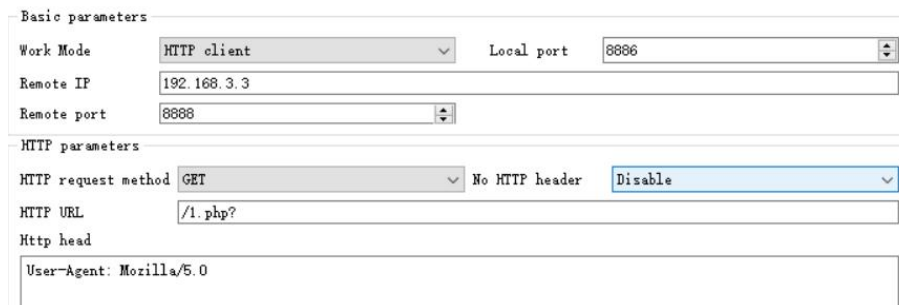 Basic parameters
Work Mode HTTP client Local port 8886
Remote IP 192.168.3.3
Remote port 8888
HTTP parameters
HTTP request method GET No HTTP header Disable
HTTP URL /1.php?
Http head
User-Agent: Mozilla/5.0